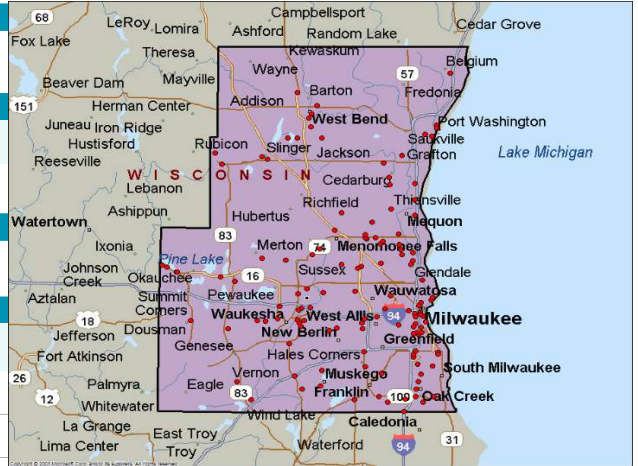 68
LeRoy
Lomira
Campbellsport
Cedar Grove
Fox Lake
Ashford
Random Lake
Theresa
Kewaskum
Wayne
57
Belgium
Beaver Dam
Mayville
Barton
Fredonia
151
Herman Center
Addison
West Bend
Port Washington
Juneau
Iron Ridge
Hustisford
Rubicon
Slinger
Jackson
Saukville
Grafton
Lake Michigan
Reeseville
WISCONSIN
Lebanon
Cedarburg
Ashippun
Richfield
Thiensville
Watertown
Hubertus
Mequon
83
Ixonia
Merton
74
Menomonee Falls
Pine Lake
Johnson Creek
Okauchee
16
Sussex
Glendale
Aztalan
Summit Corners
Pewaukee
Wauwatosa
18
Dousman
Waukesha
West Allis
94
Milwaukee
Jefferson
New Berlin
Genesee
Greenfield
Fort Atkinson
Hales Corners
26
Palmyra
Vernon
Muskego
South Milwaukee
12
Eagle
83
Franklin
100
Oak Creek
Whitewater
Wind Lake
La Grange
Caledonia
East Troy
31
Lima Center
Troy
Waterford
94